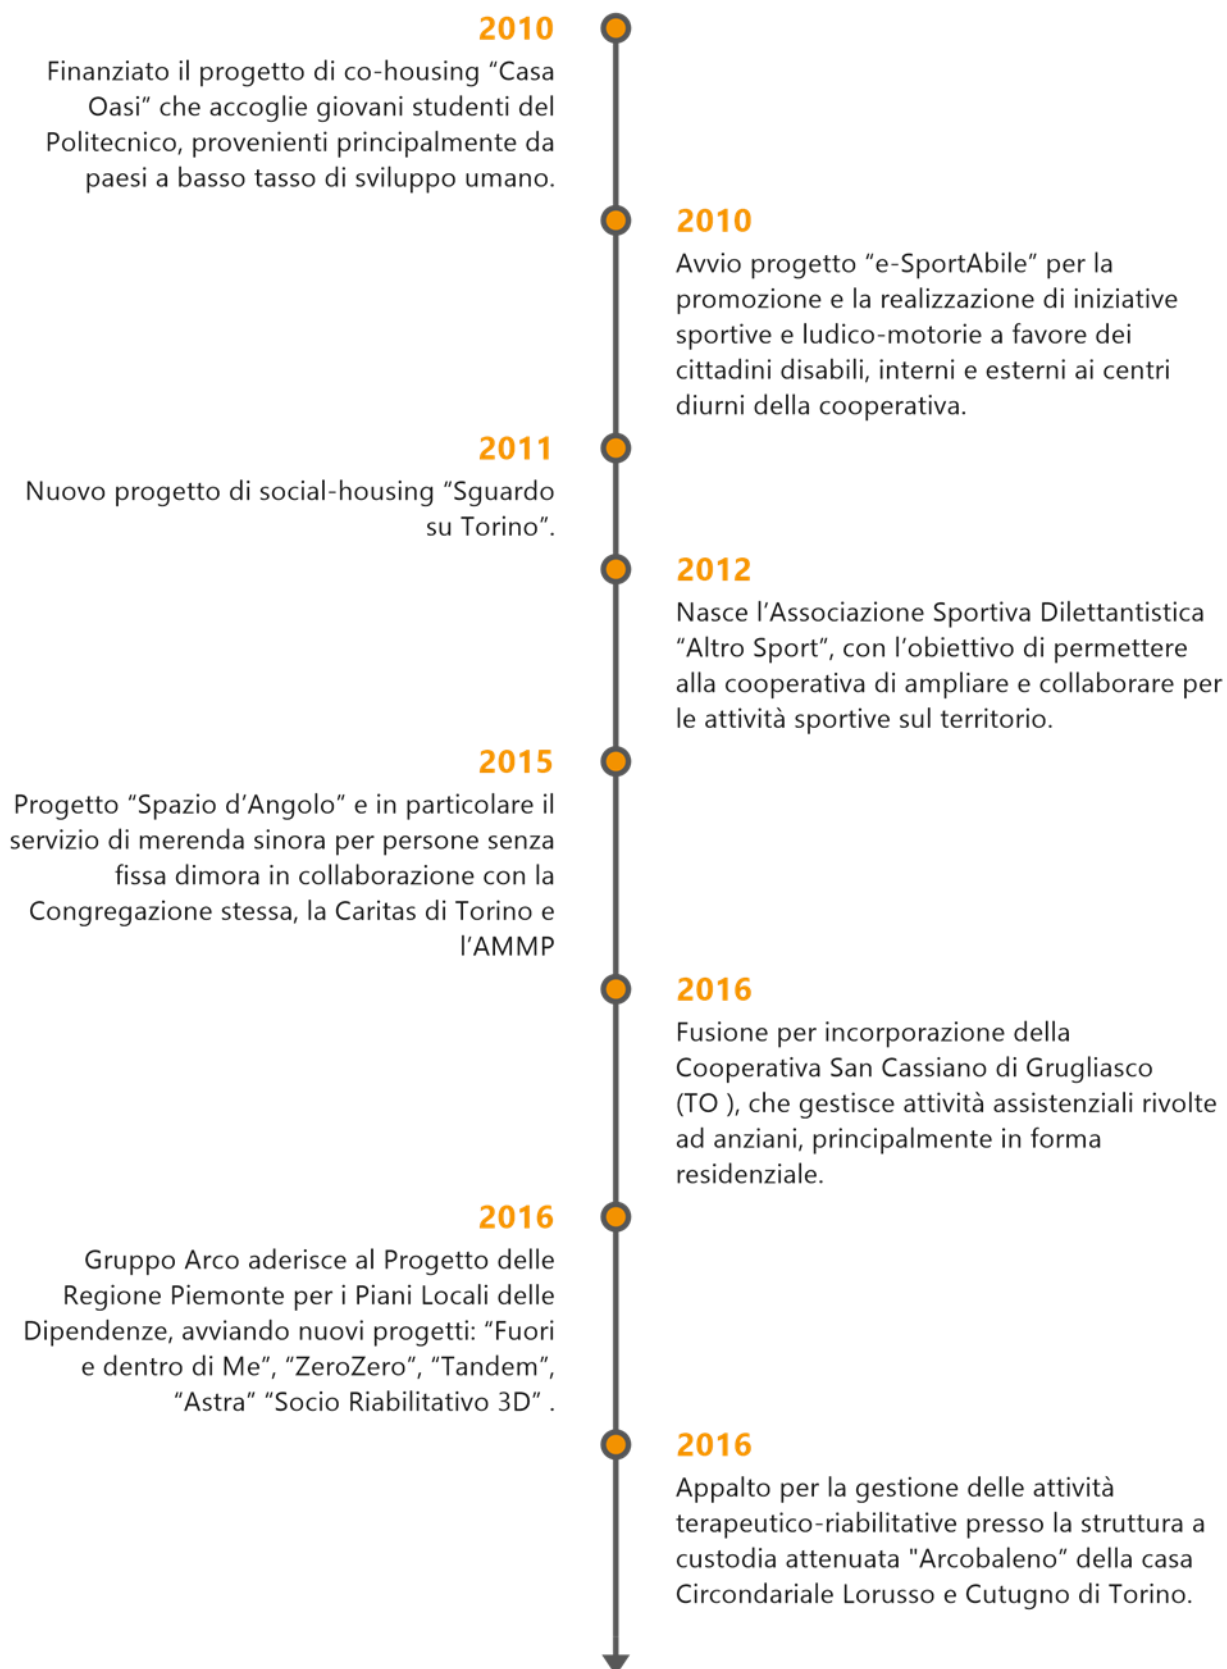 2010
Finanziato il progetto di co-housing “Casa
Oasi” che accoglie giovani studenti del
Politecnico, provenienti principalmente da
paesi a basso tasso di sviluppo umano.
2010
Avvio progetto “e-SportAbile” per la
promozione e la realizzazione di iniziative
sportive e ludico-motorie a favore dei
cittadini disabili, interni e esterni ai centri
diurni della cooperativa.
2011
Nuovo progetto di social-housing “Sguardo
su Torino”.
2012
Nasce l’Associazione Sportiva Dilettantistica
“Altro Sport”, con l’obiettivo di permettere
alla cooperativa di ampliare e collaborare per
le attività sportive sul territorio.
2015
Progetto “Spazio d’Angolo” e in particolare il
servizio di merenda sinora per persone senza
fissa dimora in collaborazione con la
Congregazione stessa, la Caritas di Torino e
l’AMMP
2016
Fusione per incorporazione della
Cooperativa San Cassiano di Grugliasco
(TO ), che gestisce attività assistenziali rivolte
ad anziani, principalmente in forma
residenziale.
2016
Gruppo Arco aderisce al Progetto delle
Regione Piemonte per i Piani Locali delle
Dipendenze, avviando nuovi progetti: “Fuori
e dentro di Me”, “ZeroZero”, “Tandem”,
“Astra” “Socio Riabilitativo 3D” .
2016
Appalto per la gestione delle attività
terapeutico-riabilitative presso la struttura a
custodia attenuata "Arcobaleno” della casa
Circondariale Lorusso e Cutugno di Torino.